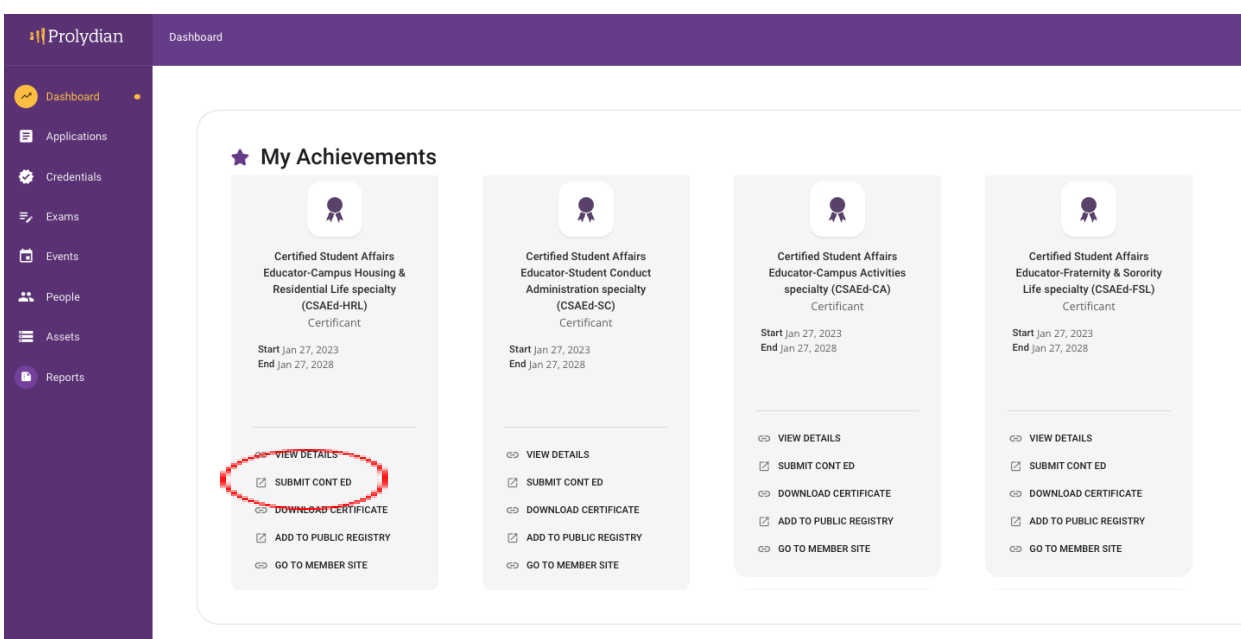 Prolydian
Dashboard
Dashboard
Applications
Credentials
Exams
Events
People
Assets
Reports
My Achievements
Certified Student Affairs
Educator-Campus Housing &
Residential Life specialty
(CSAEd-HRL)
Certificant
Start Jan 27, 2023
End Jan 27, 2028
VIEW DETAILS
SUBMIT CONT ED
DOWNLOAD CERTIFICATE
ADD TO PUBLIC REGISTRY
GO TO MEMBER SITE
Certified Student Affairs
Educator-Student Conduct
Administration specialty
(CSAEd-SC)
Certificant
Start Jan 27, 2023
End Jan 27, 2028
VIEW DETAILS
SUBMIT CONT ED
DOWNLOAD CERTIFICATE
ADD TO PUBLIC REGISTRY
GO TO MEMBER SITE
Certified Student Affairs
Educator-Campus Activities
specialty (CSAEd-CA)
Certificant
Start Jan 27, 2023
End Jan 27, 2028
VIEW DETAILS
SUBMIT CONT ED
DOWNLOAD CERTIFICATE
ADD TO PUBLIC REGISTRY
GO TO MEMBER SITE
Certified Student Affairs
Educator-Fraternity & Sorority
Life specialty (CSAEd-FSL)
Certificant
Start Jan 27, 2023
End Jan 27, 2028
VIEW DETAILS
SUBMIT CONT ED
DOWNLOAD CERTIFICATE
ADD TO PUBLIC REGISTRY
GO TO MEMBER SITE